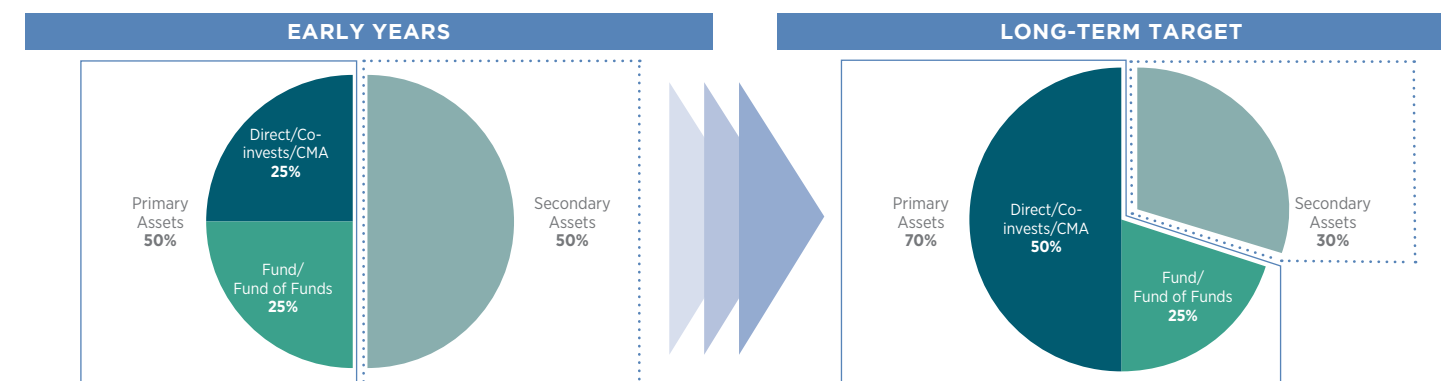 EARLY YEARS
Direct/Co-
invests/CMA
25%
Primary
Assets
50%
Secondary
Assets
50%
Fund/
Fund of Funds
25%
LONG-TERM TARGET
Primary
Assets
70%
Direct/Co-
invests/CMA
50%
Secondary
Assets
30%
Fund/
Fund of Funds
25%